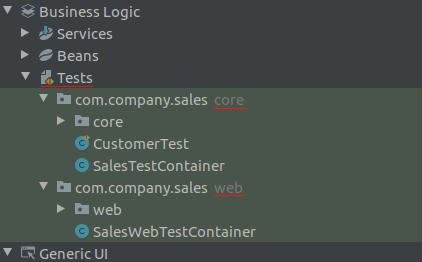 Business Logic
Services
Beans
Tests
com.company.sales core
core
CustomerTest
SalesTestContainer
com.company.sales web
web
SalesWebTestContainer
Generic UI